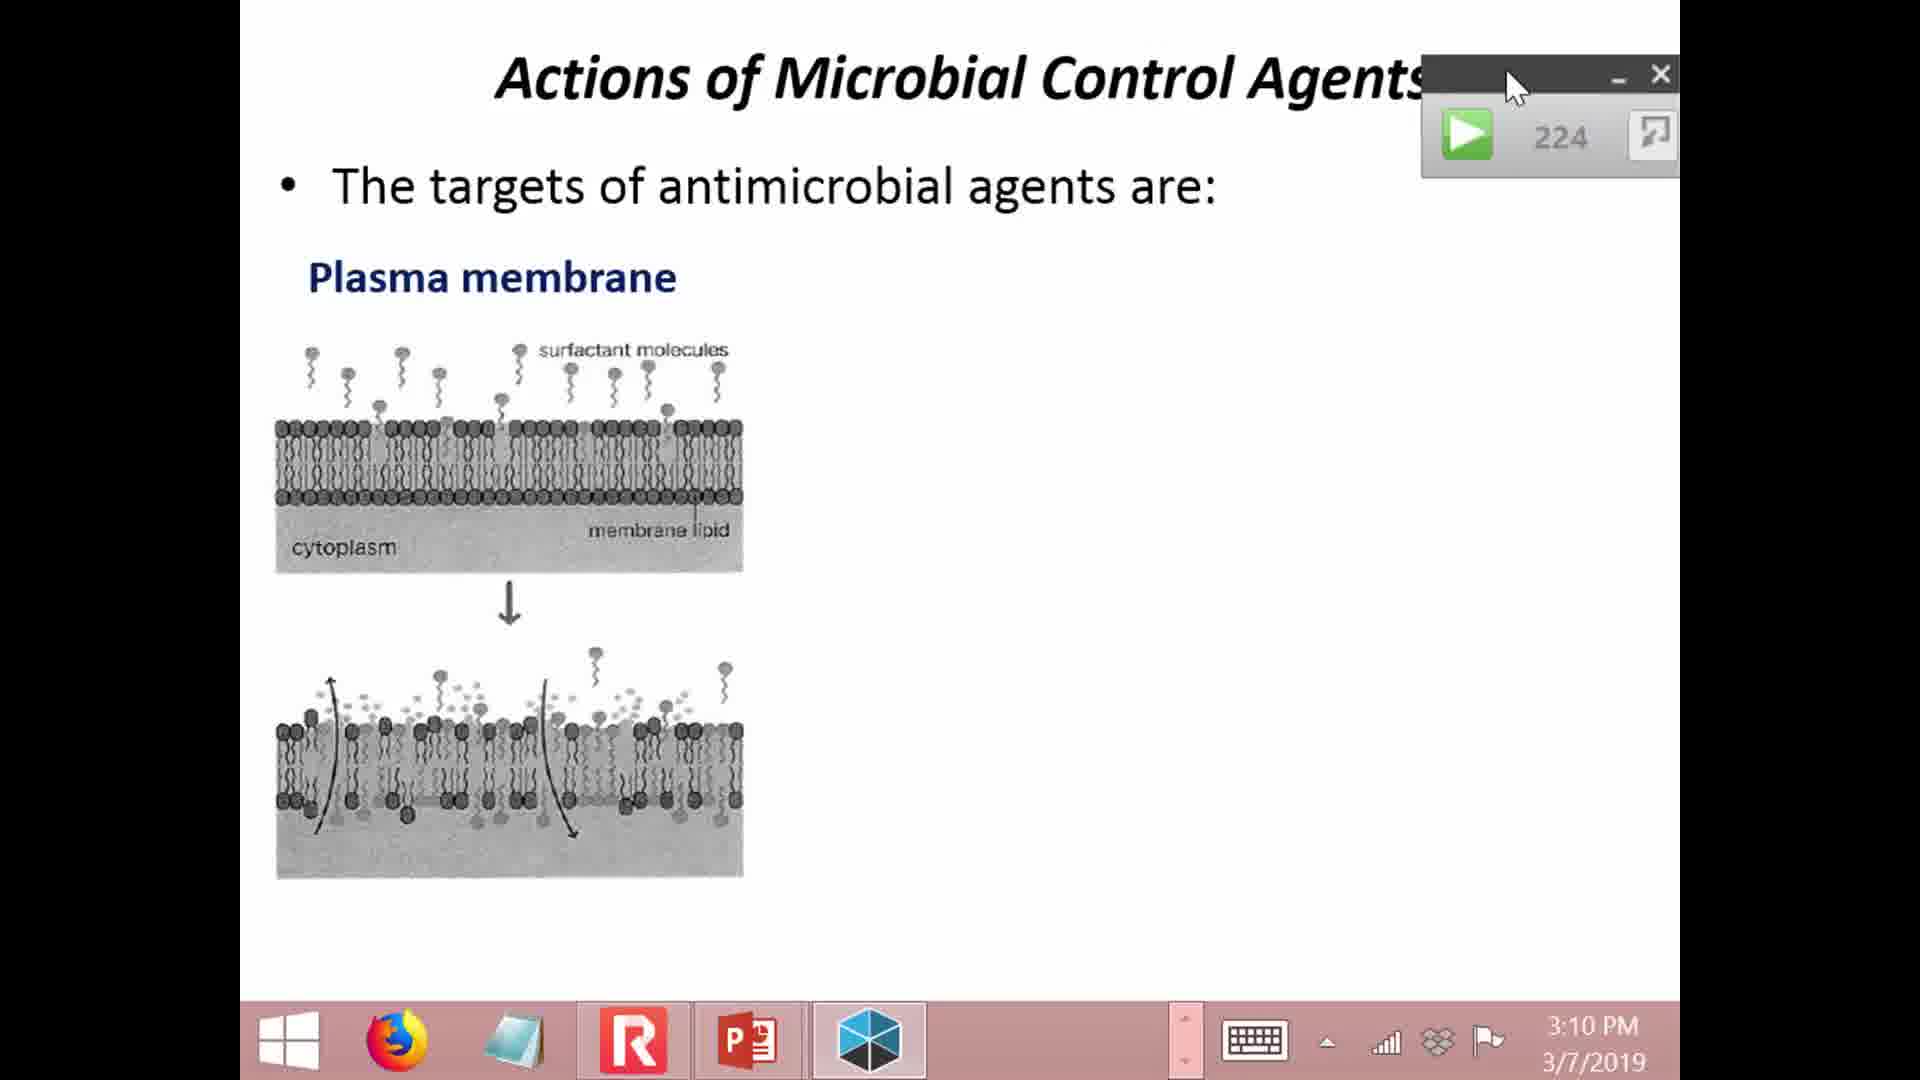 Actions of Microbial Control Agents
224
• The targets of antimicrobial agents are:
Plasma membrane
surfactant molecules
membrane lipid
cytoplasm
R
P
3:10 PM
3/7/2019